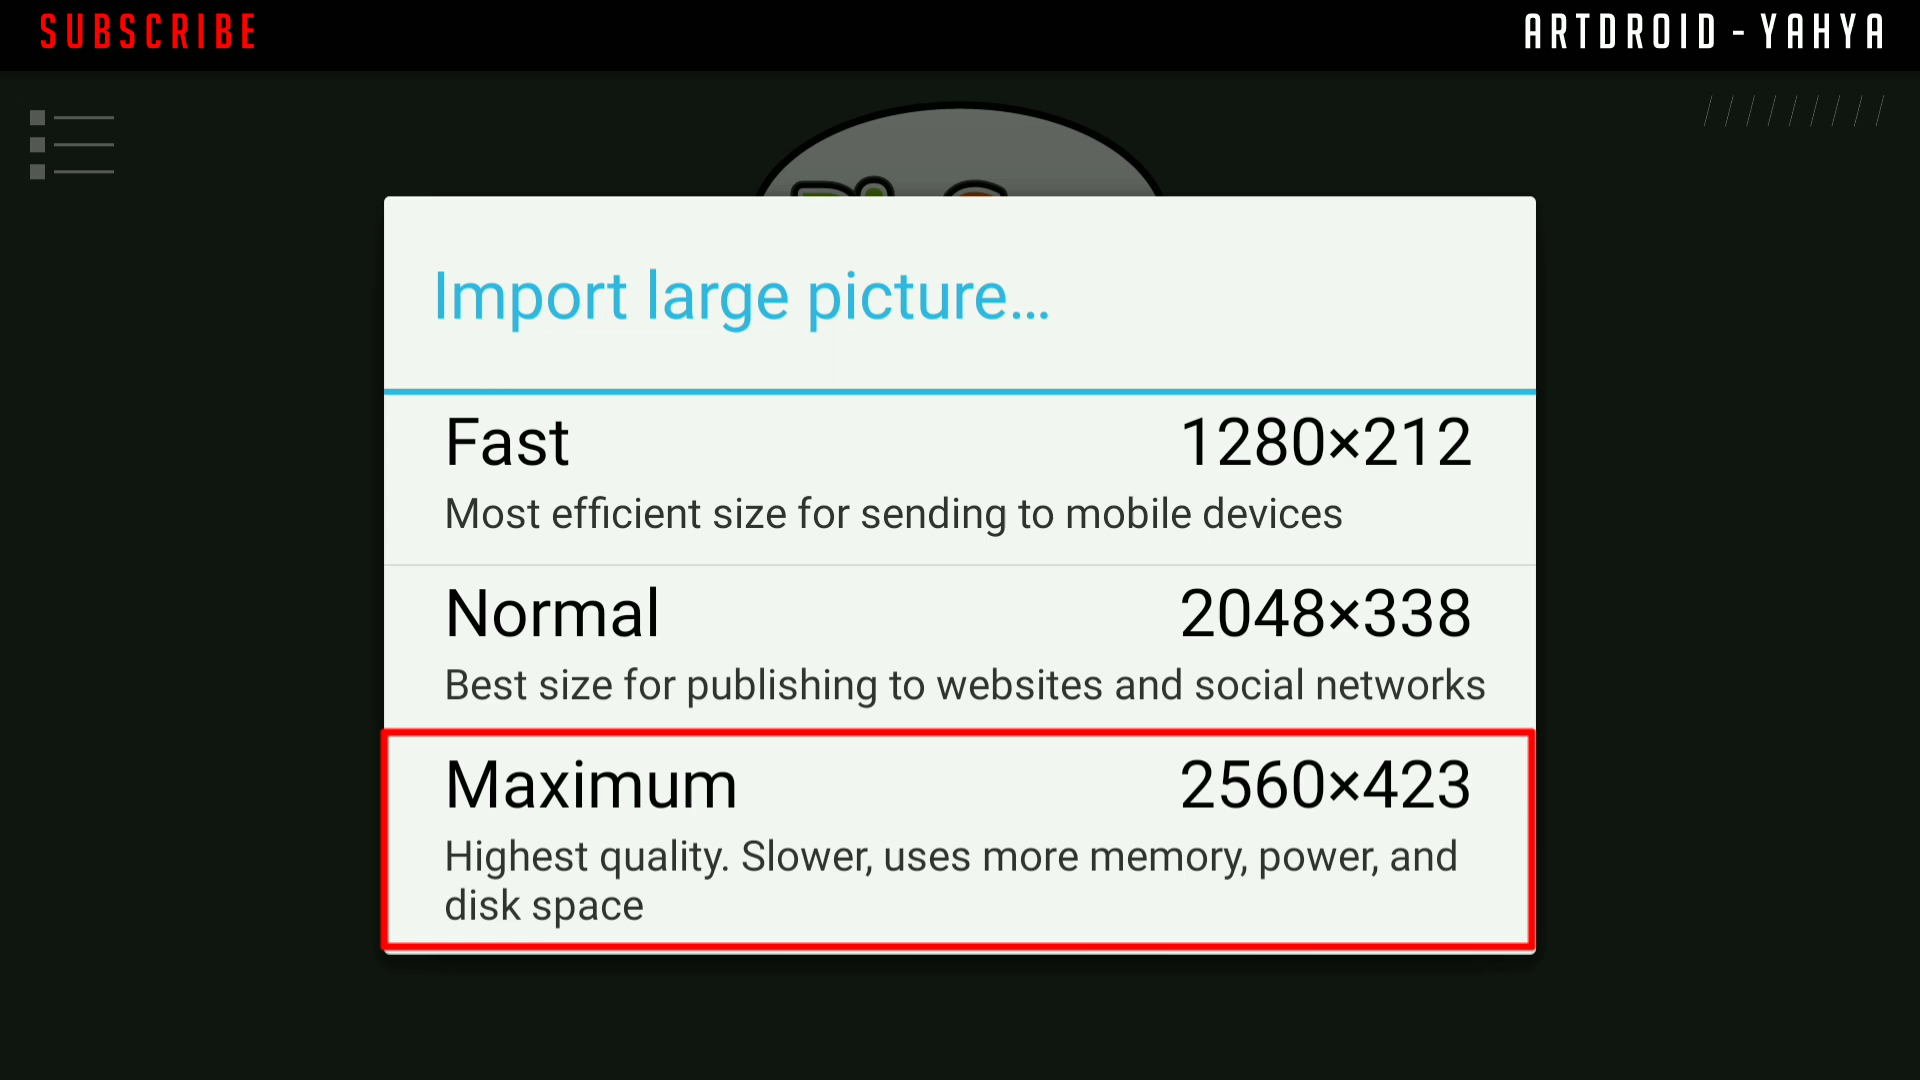 SUBSCRIBE
ARTDROID - YAHYA
Import large picture...
Fast 1280×212
Most efficient size for sending to mobile devices
Normal 2048×338
Best size for publishing to websites and social networks
Maximum 2560×423
Highest quality. Slower, uses more memory, power, and
disk space